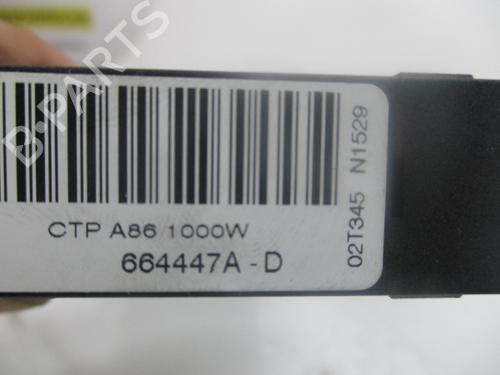 B-PARTS
CTP A86 1000W
664447A - D
02T345 N1529